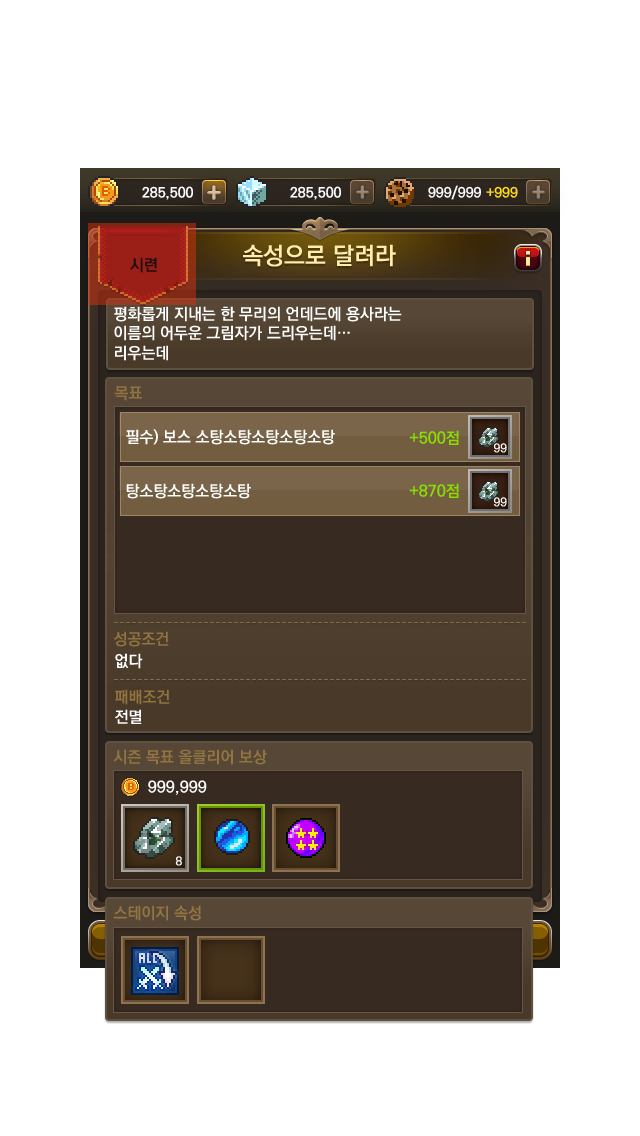 285,500
285,500
999/999 +999
시련
속성으로 달려라
평화롭게 지내는 한 무리의 언데드에 용사라는
이름의 어두운 그림자가 드리우는데…
리우는데
목표
필수) 보스 소탕소탕소탕소탕소탕 +500점 99
탕소탕소탕소탕소탕 +870점 99
성공조건
없다
패배조건
전멸
시즌 목표 올클리어 보상
999,999
8
스테이지 속성
ALL